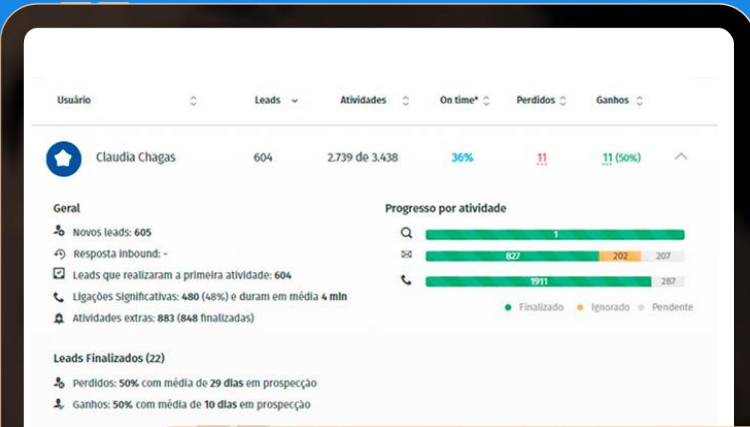 Usuário Leads Atividades On time* Perdidos Ganhos
Claudia Chagas 604 2.739 de 3.438 36% 11 11 (50%)
Geral
Novos leads: 605
Resposta inbound: -
Leads que realizaram a primeira atividade: 604
Ligações Significativas: 480 (48%) e duram em média 4 min
Atividades extras: 883 (848 finalizadas)
Progresso por atividade
1
827 202 207
1911 287
Finalizado Ignorado Pendente
Leads Finalizados (22)
Perdidos: 50% com média de 29 dias em prospecção
Ganhos: 50% com média de 10 dias em prospecção